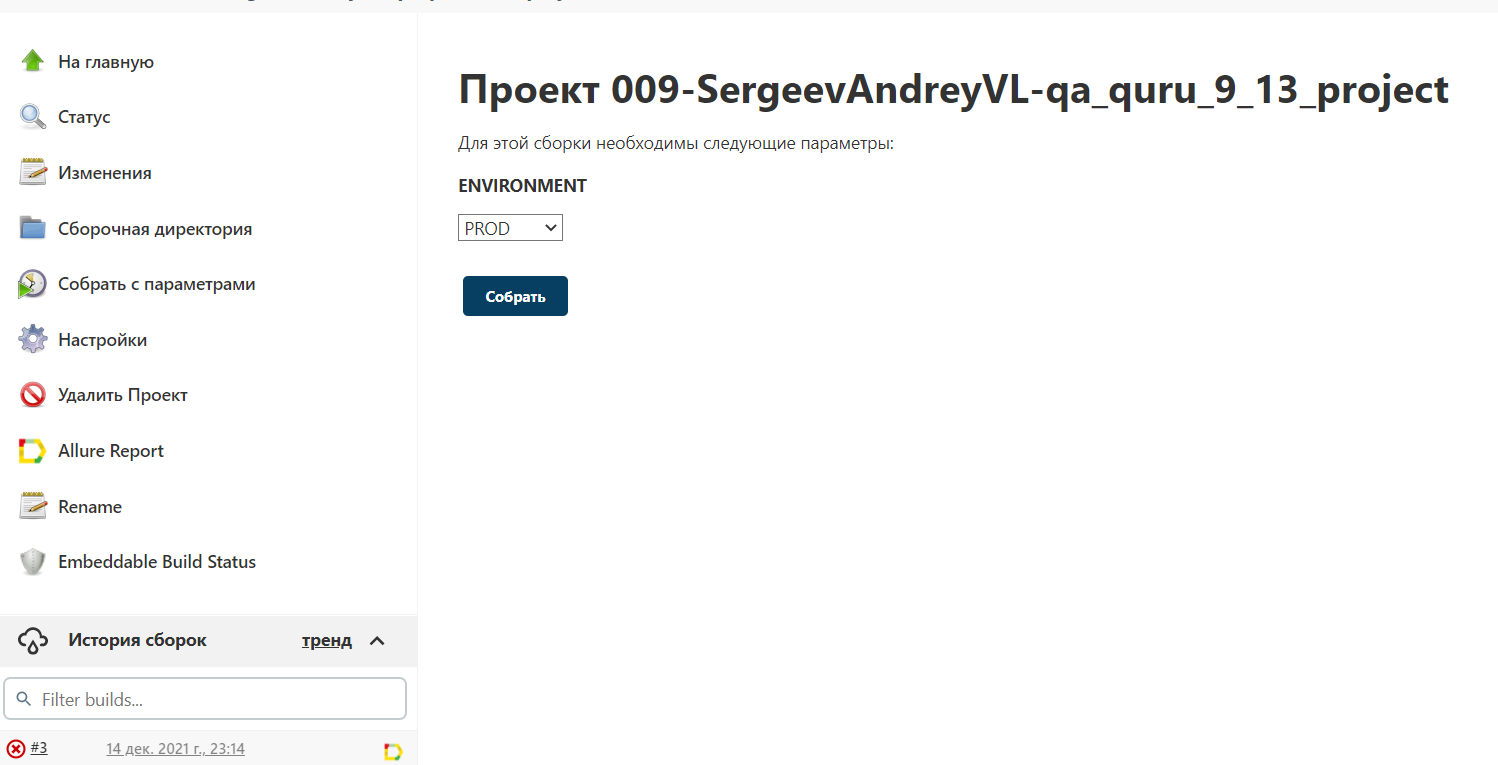 На главную
Статус
Изменения
Сборочная директория
Собрать с параметрами
Настройки
Удалить Проект
Allure Report
Rename
Embeddable Build Status
История сборок тренд
Filter builds...
#3 14 дек. 2021 г., 23:14
Проект 009-SergeevAndreyVL-qa_quru_9_13_project
Для этой сборки необходимы следующие параметры:
ENVIRONMENT
PROD
Собрать